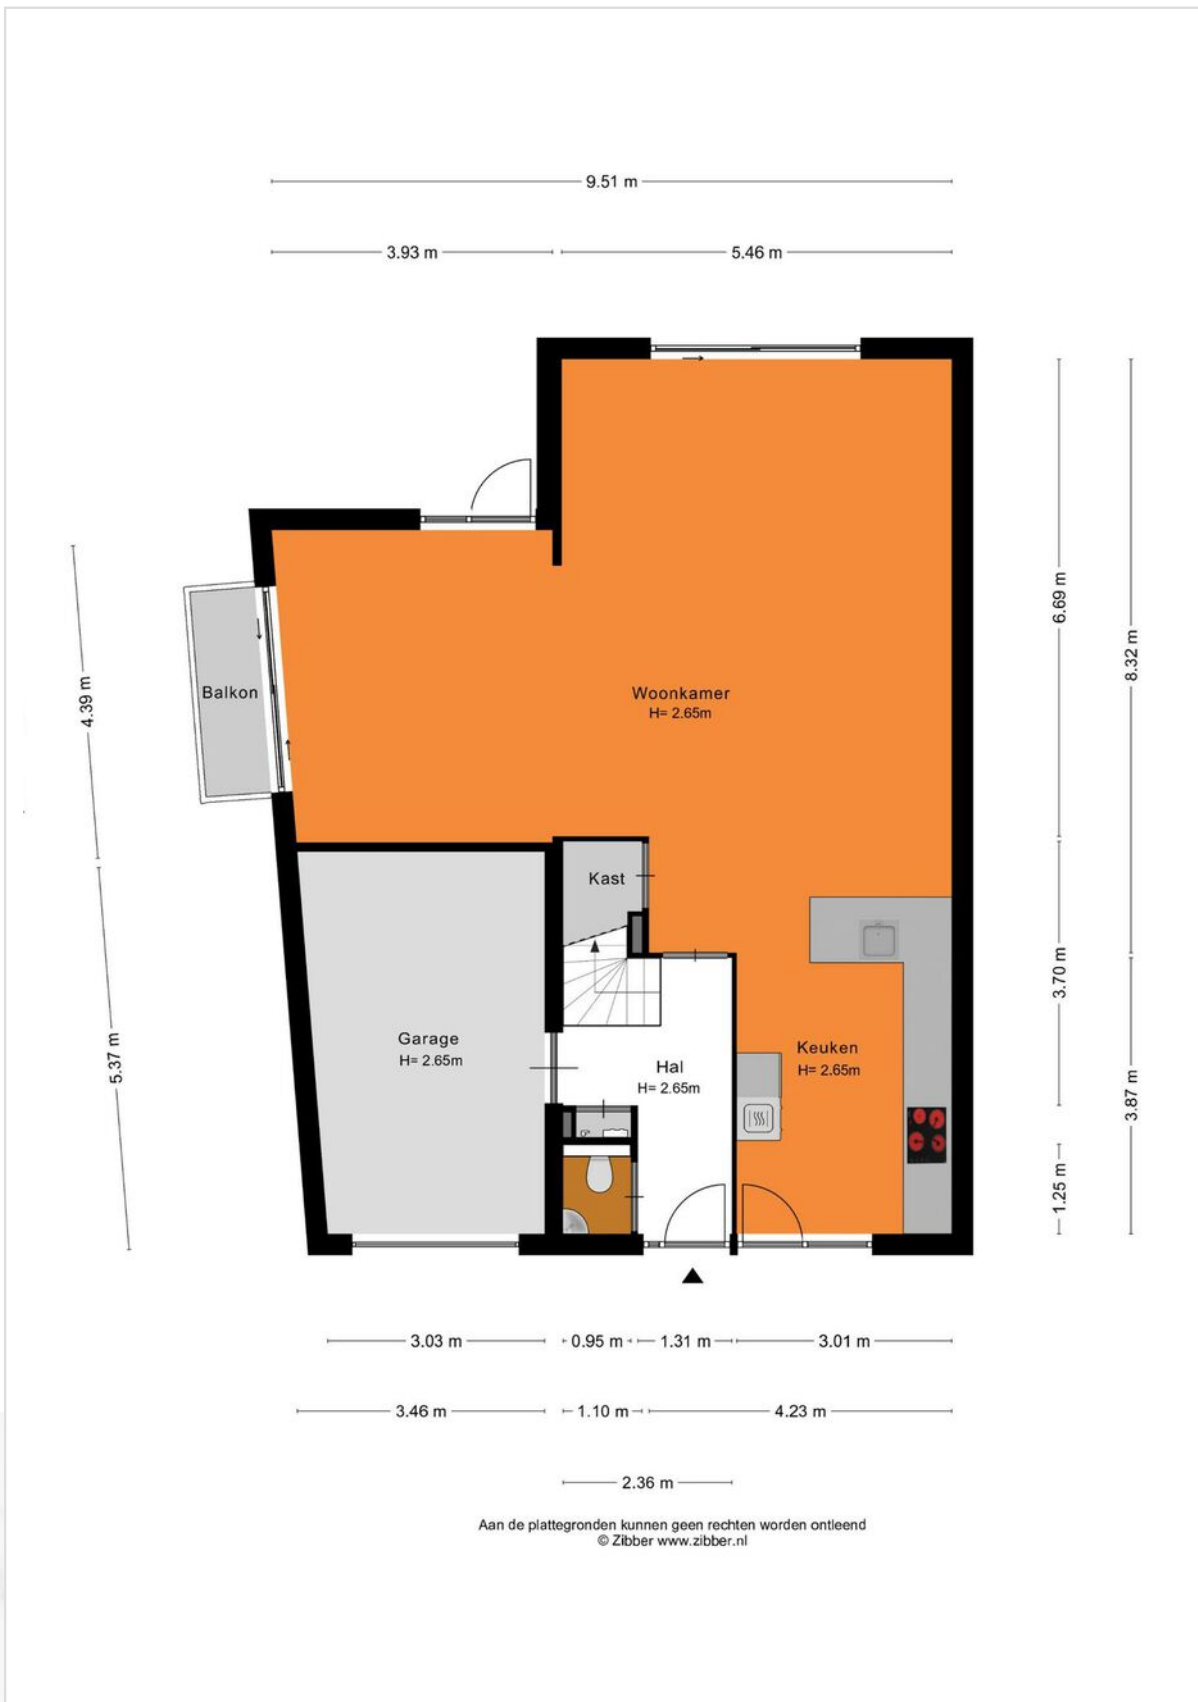 9.51 m
3.93 m
5.46 m
6.69 m
8.32 m
4.39 m
Balkon
Woonkamer
H= 2.65m
Kast
3.70 m
5.37 m
Garage
H= 2.65m
Hal
H= 2.65m
Keuken
H= 2.65m
3.87 m
1.25 m
3.03 m
0.95 m
1.31 m
3.01 m
3.46 m
1.10 m
4.23 m
2.36 m
Aan de plattegronden kunnen geen rechten worden ontleend
© Zibber www.zibber.nl